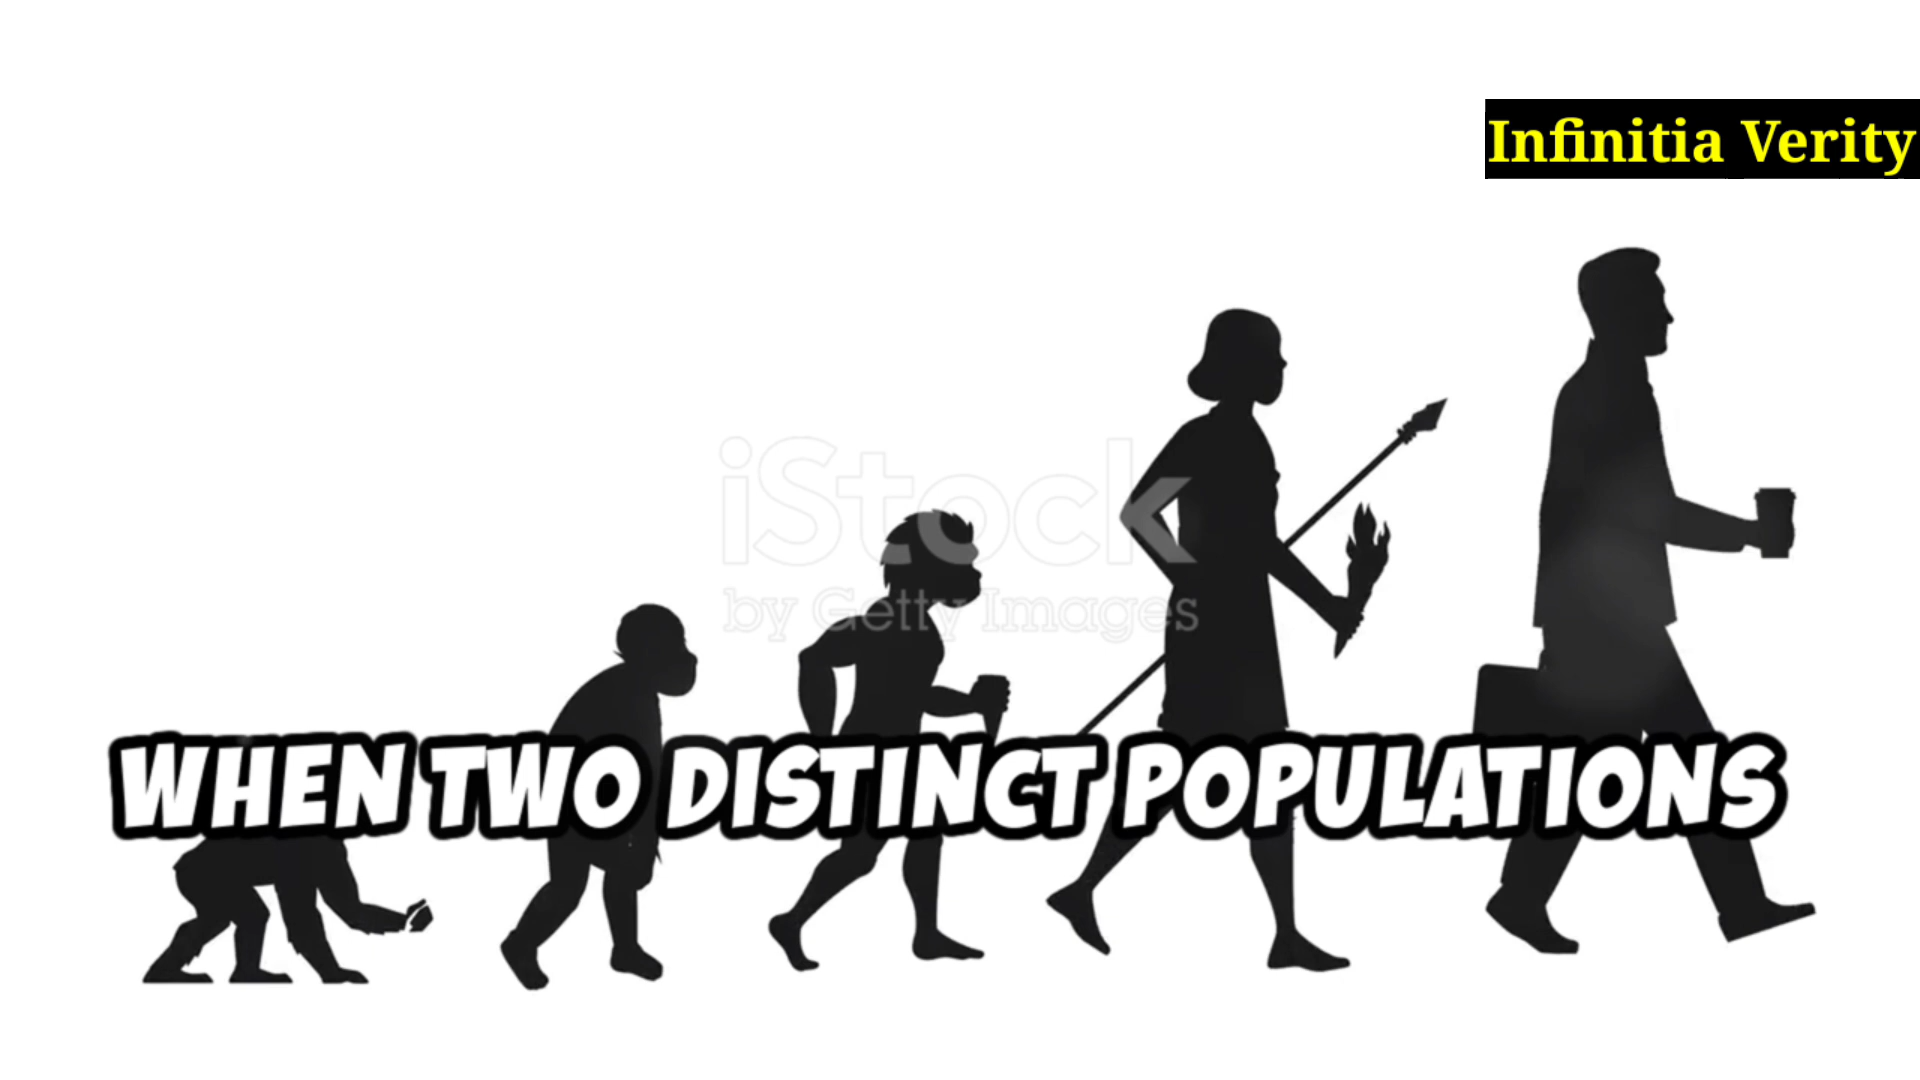 Infinitia Verity
iStock
by Getty Images
WHEN TWO DISTINCT POPULATIONS